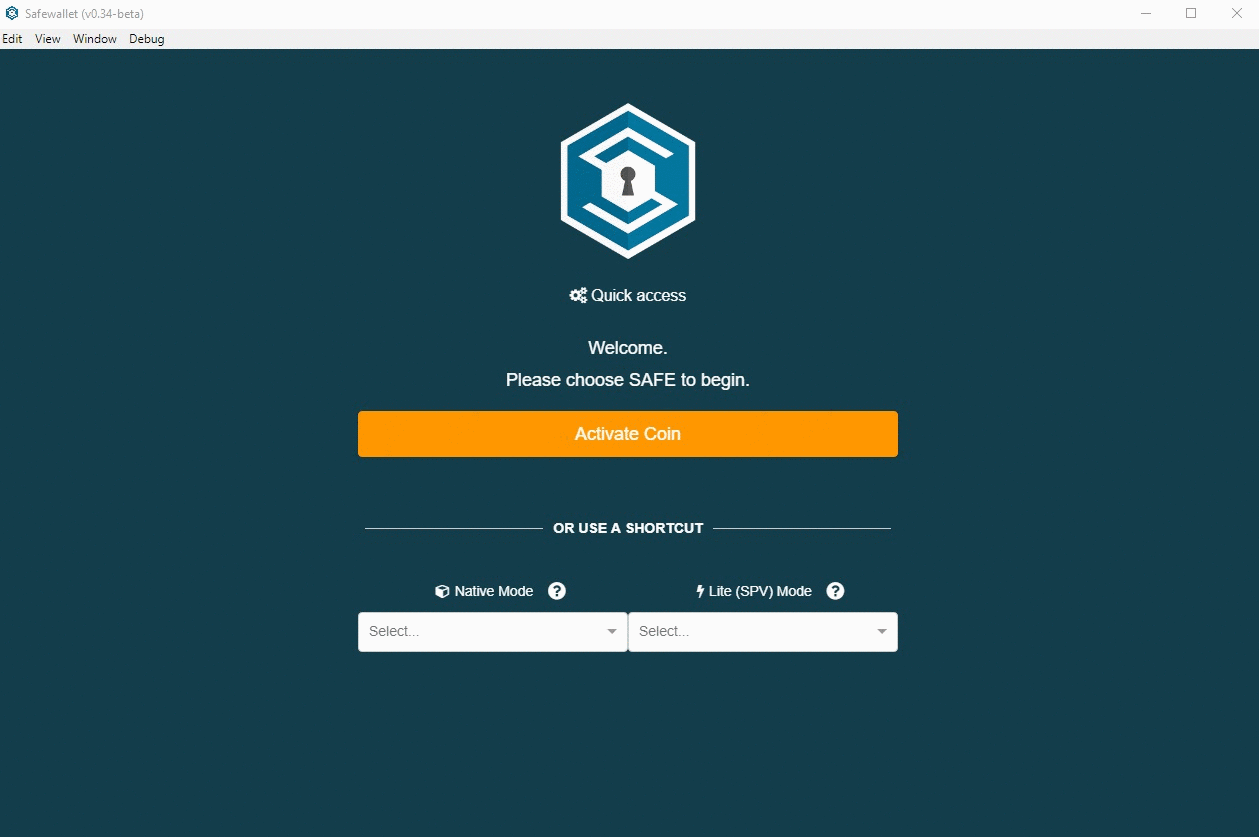 Safewallet (v0.34-beta)
Edit View Window Debug
Quick access
Welcome.
Please choose SAFE to begin.
Activate Coin
OR USE A SHORTCUT
Native Mode ? Lite (SPV) Mode ?
Select... Select...